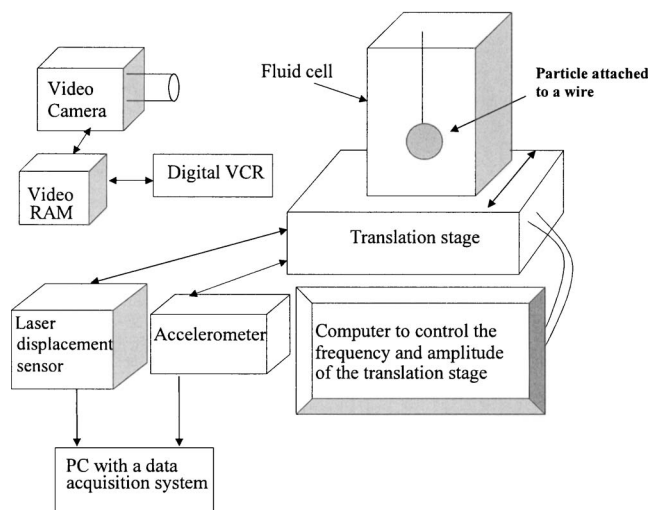 Video
Camera
Fluid cell
Particle attached
to a wire
Video
RAM
Digital VCR
Translation stage
Laser
displacement
sensor
Accelerometer
Computer to control the
frequency and amplitude
of the translation stage
PC with a data
acquisition system